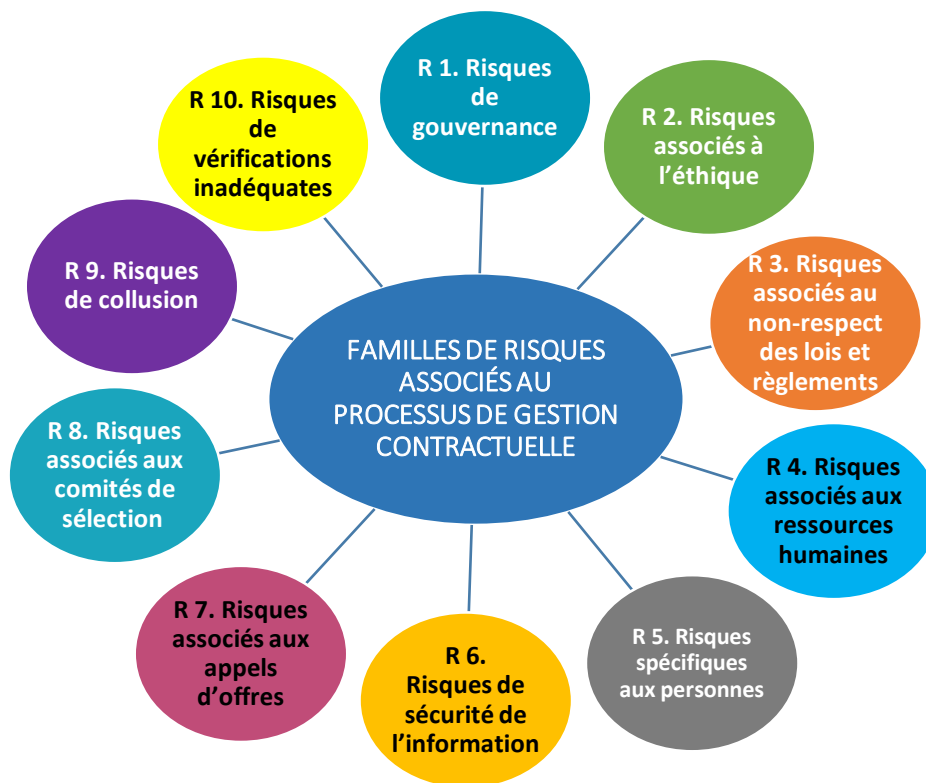 FAMILLES DE RISQUES
ASSOCIÉS AU
PROCESSUS DE GESTION
CONTRACTUELLE
R 1. Risques
de
gouvernance
R 2. Risques
associés à
l’éthique
R 3. Risques
associés au
non-respect
des lois et
règlements
R 4. Risques
associés aux
ressources
humaines
R 5. Risques
spécifiques
aux personnes
R 6.
Risques de
sécurité de
l’information
R 7. Risques
associés aux
appels
d’offres
R 8. Risques
associés aux
comités de
sélection
R 9. Risques
de collusion
R 10. Risques
de
vérifications
inadéquates